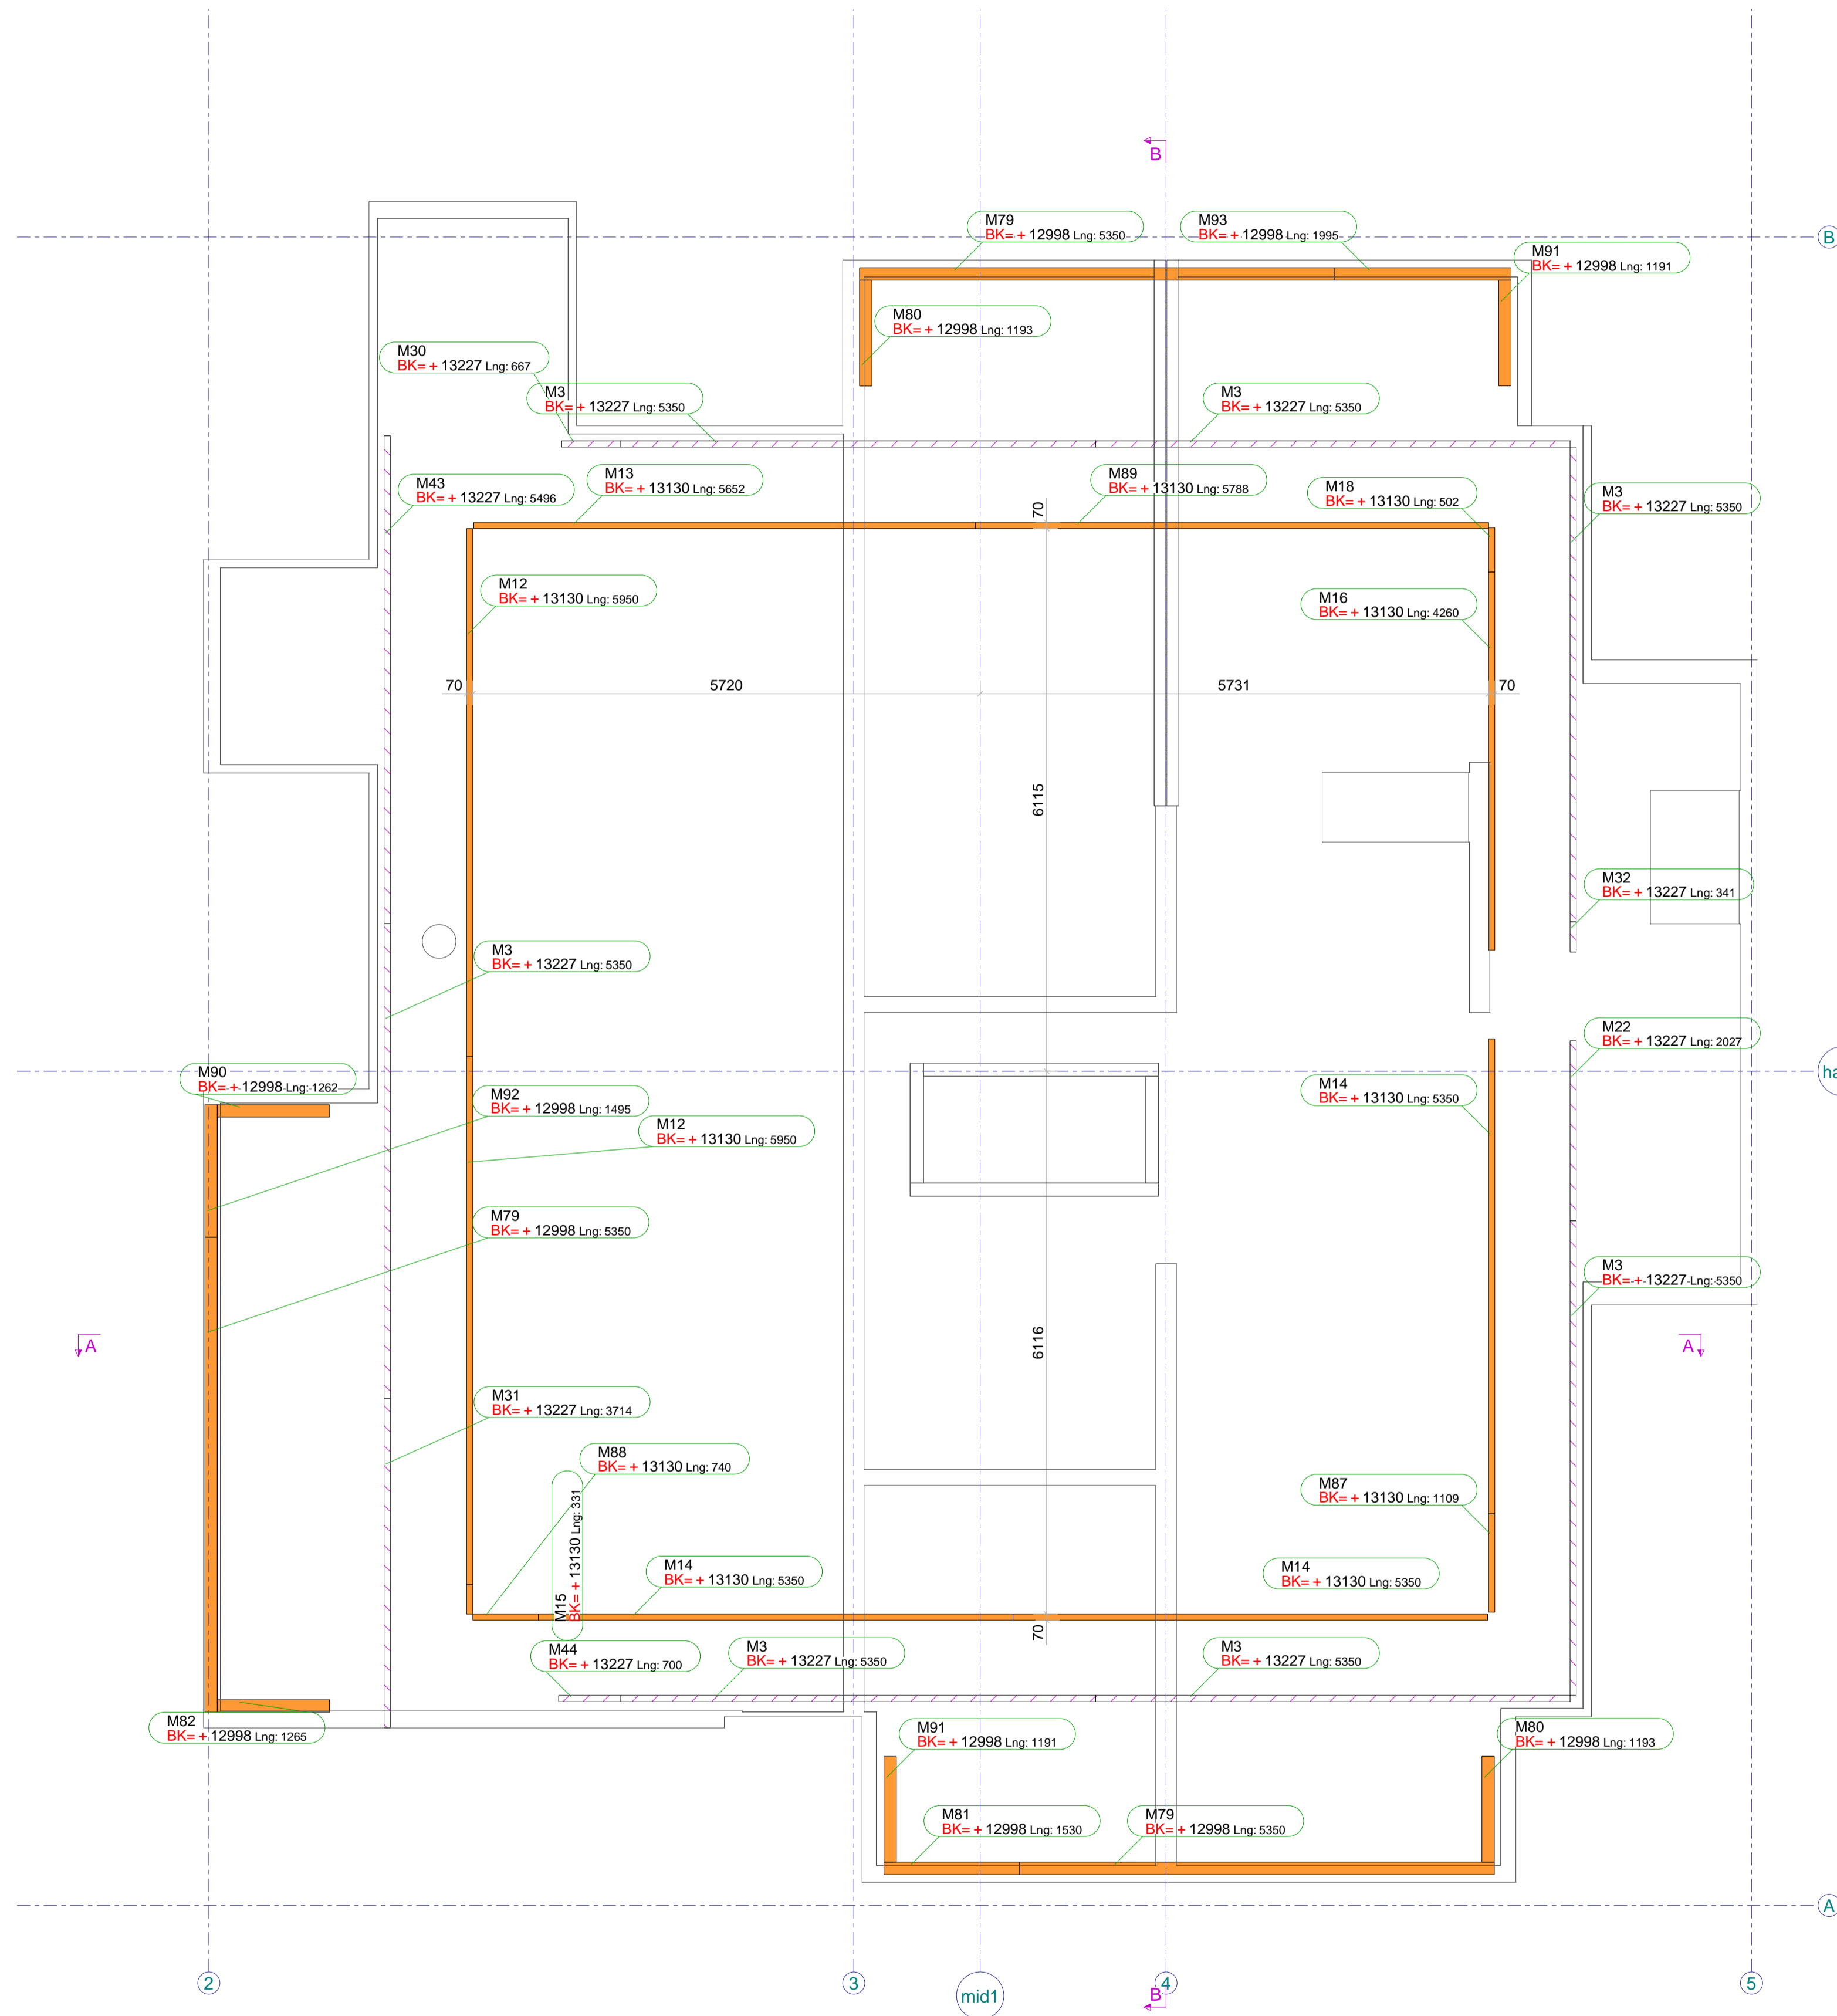 B
M79
BK= + 12998 Lng: 5350
M93
BK= + 12998 Lng: 1995
B
M91
BK= + 12998 Lng: 1191
M80
BK= + 12998 Lng: 1193
M30
BK= + 13227 Lng: 667
M3
BK= + 13227 Lng: 5350
M3
BK= + 13227 Lng: 5350
M43
BK= + 13227 Lng: 5496
M13
BK= + 13130 Lng: 5652
M89
BK= + 13130 Lng: 5788
M18
BK= + 13130 Lng: 502
M3
BK= + 13227 Lng: 5350
70
M12
BK= + 13130 Lng: 5950
M16
BK= + 13130 Lng: 4260
70
5720
5731
70
6115
M32
BK= + 13227 Lng: 341
M3
BK= + 13227 Lng: 5350
M22
BK= + 13227 Lng: 2027
M90
BK= + 12998 Lng: 1262
M92
BK= + 12998 Lng: 1495
M12
BK= + 13130 Lng: 5950
M14
BK= + 13130 Lng: 5350
M79
BK= + 12998 Lng: 5350
M3
BK= + 13227 Lng: 5350
6116
A
A
M31
BK= + 13227 Lng: 3714
M88
BK= + 13130 Lng: 740
M15
BK= + 13130 Lng: 331
M87
BK= + 13130 Lng: 1109
M14
BK= + 13130 Lng: 5350
M14
BK= + 13130 Lng: 5350
70
M44
BK= + 13227 Lng: 700
M3
BK= + 13227 Lng: 5350
M3
BK= + 13227 Lng: 5350
M82
BK= + 12998 Lng: 1265
M91
BK= + 12998 Lng: 1191
M80
BK= + 12998 Lng: 1193
M81
BK= + 12998 Lng: 1530
M79
BK= + 12998 Lng: 5350
A
2
3
mid1
4
5
B